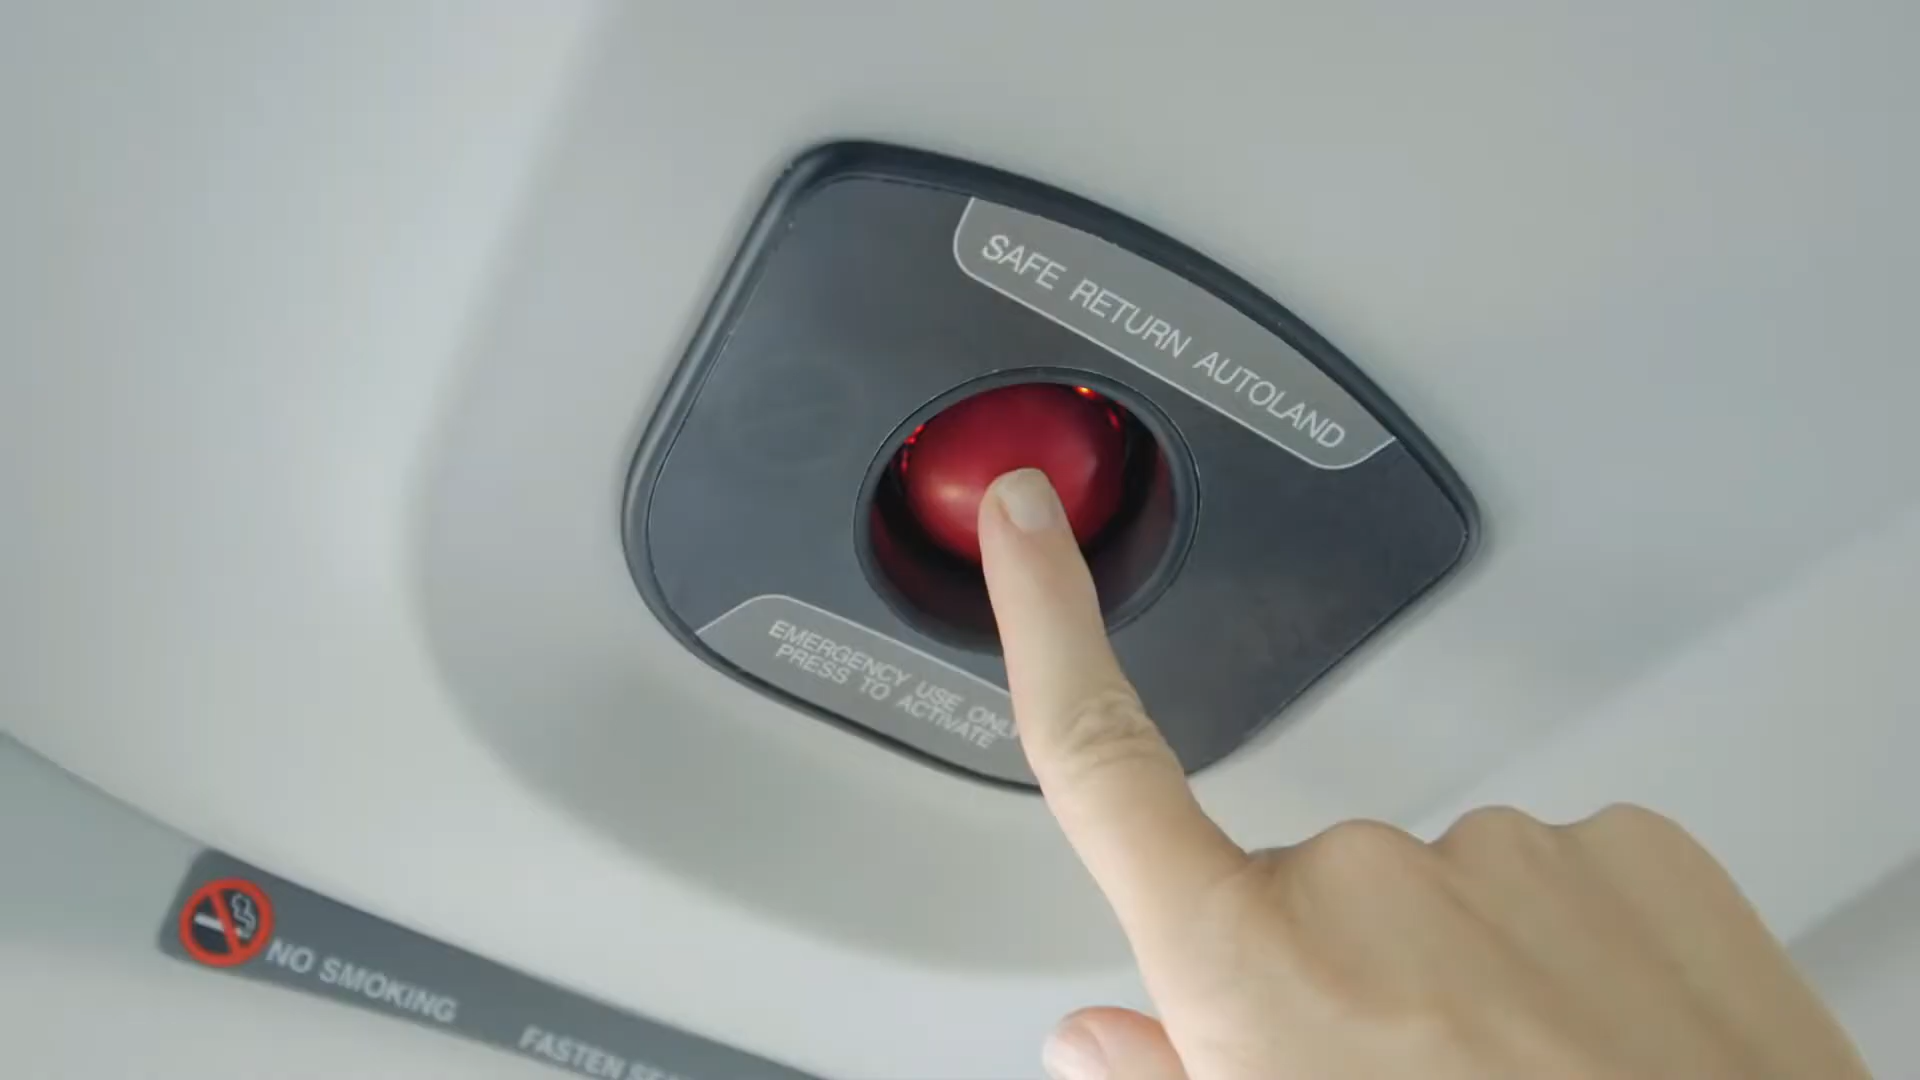 SAFE RETURN AUTOLAND
EMERGENCY USE ONLY
PRESS TO ACTIVATE
NO SMOKING
FASTEN